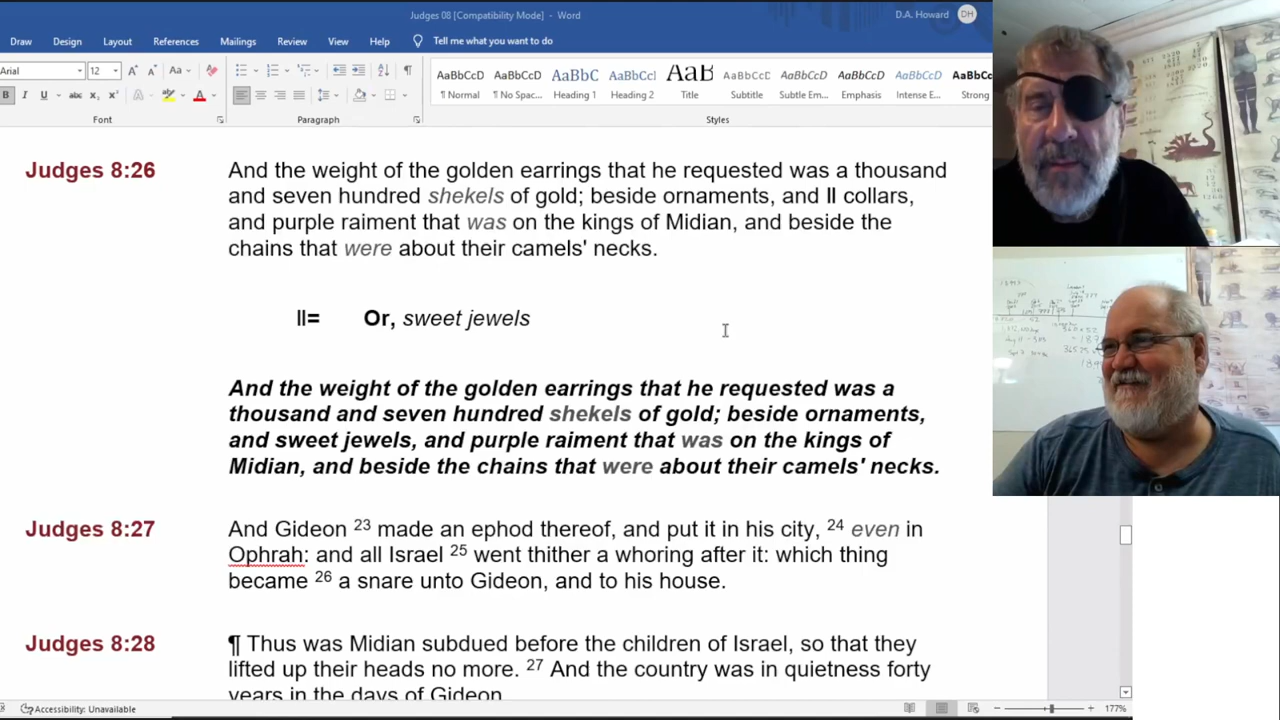 Judges 08 [Compatibility Mode] - Word
D.A. Howard DH
Draw Design Layout References Mailings Review View Help Tell me what you want to do
Arial 12
AaBbCcD AaBbCcD AaBbC AaBbCc AaB AaBbCcD AaBbCcD AaBbCcD AaBbCcD AaBbCc
¶ Normal ¶ No Spac... Heading 1 Heading 2 Title Subtitle Subtle Em... Emphasis Intense E... Strong
Font Paragraph Styles
Judges 8:26 And the weight of the golden earrings that he requested was a thousand
and seven hundred shekels of gold; beside ornaments, and ǁ collars,
and purple raiment that was on the kings of Midian, and beside the
chains that were about their camels' necks.
ǁ= Or, sweet jewels
And the weight of the golden earrings that he requested was a
thousand and seven hundred shekels of gold; beside ornaments,
and sweet jewels, and purple raiment that was on the kings of
Midian, and beside the chains that were about their camels' necks.
Judges 8:27 And Gideon 23 made an ephod thereof, and put it in his city, 24 even in
Ophrah: and all Israel 25 went thither a whoring after it: which thing
became 26 a snare unto Gideon, and to his house.
Judges 8:28 ¶ Thus was Midian subdued before the children of Israel, so that they
lifted up their heads no more. 27 And the country was in quietness forty
years in the days of Gideon
Accessibility: Unavailable 177%